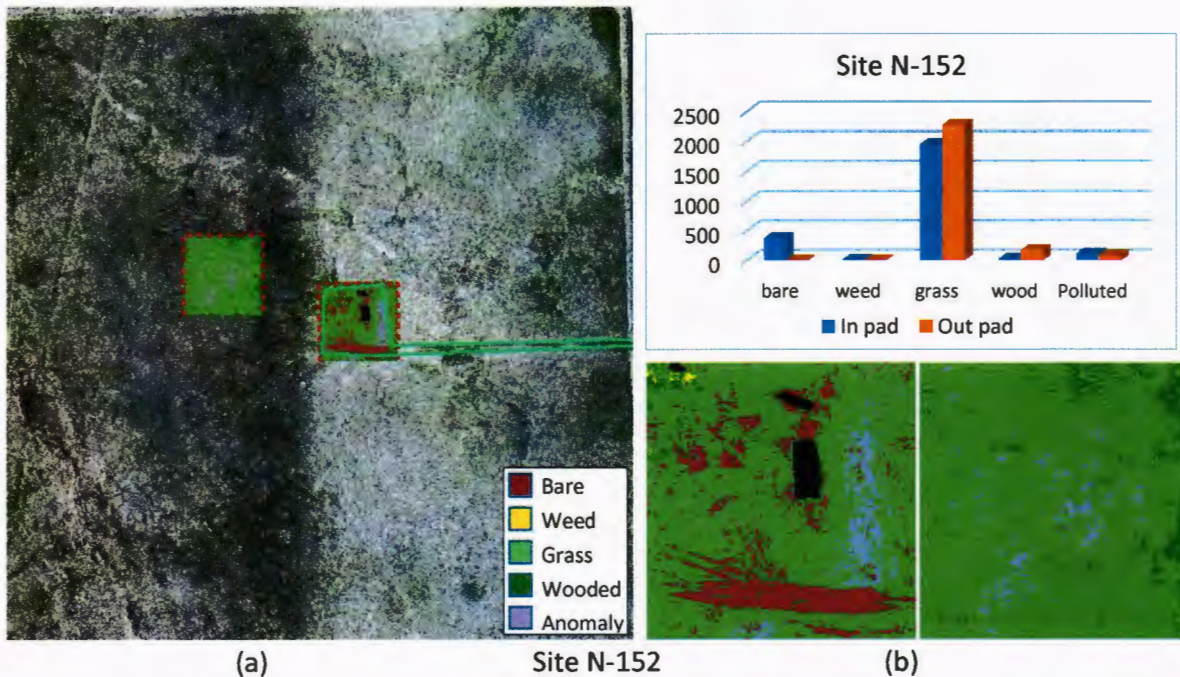 Site N-152
2500
2000
1500
1000
500
0
bare weed grass wood Polluted
In pad Out pad
Bare
Weed
Grass
Wooded
Anomaly
(a) Site N-152 (b)